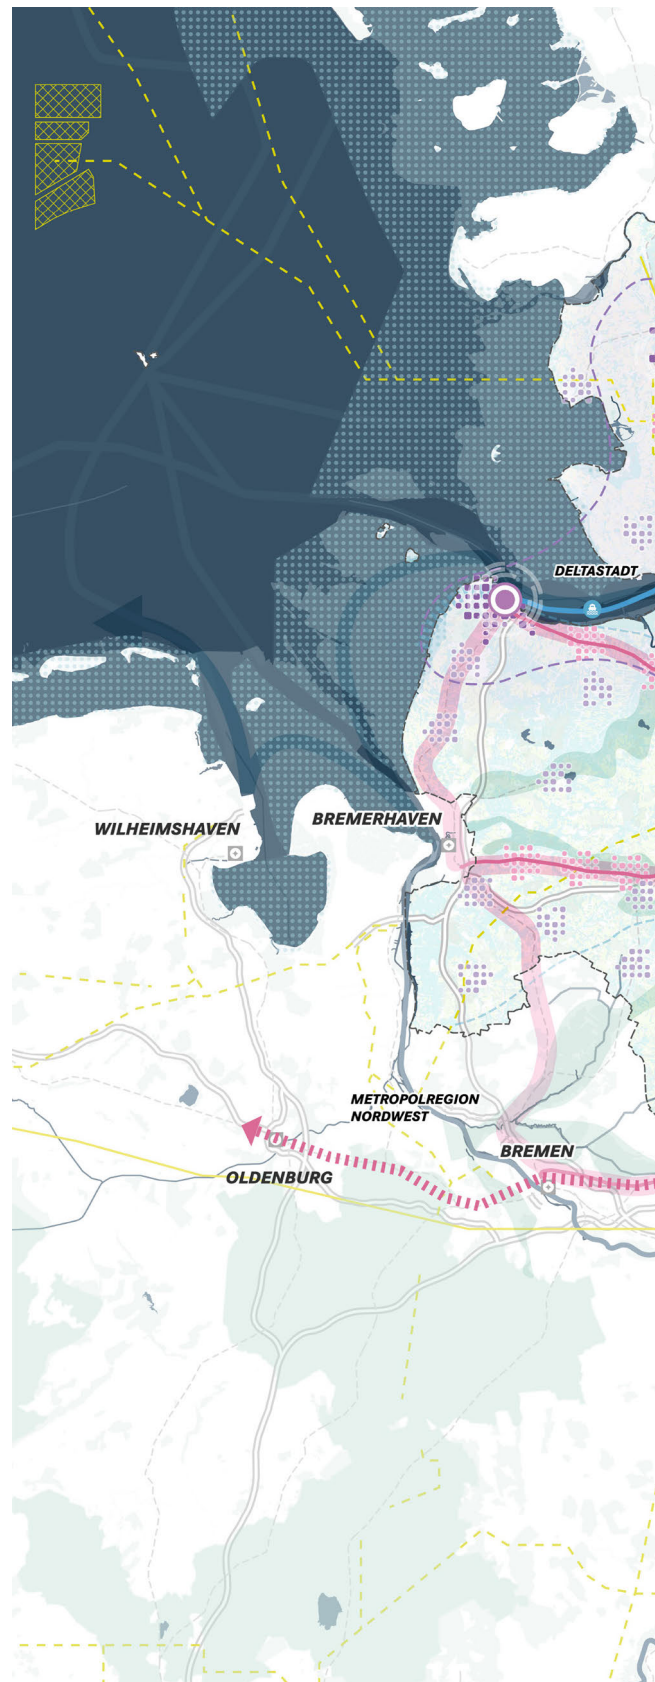 DELTASTADT
WILHEIMSHAVEN
BREMERHAVEN
METROPOLREGION
NORDWEST
BREMEN
OLDENBURG